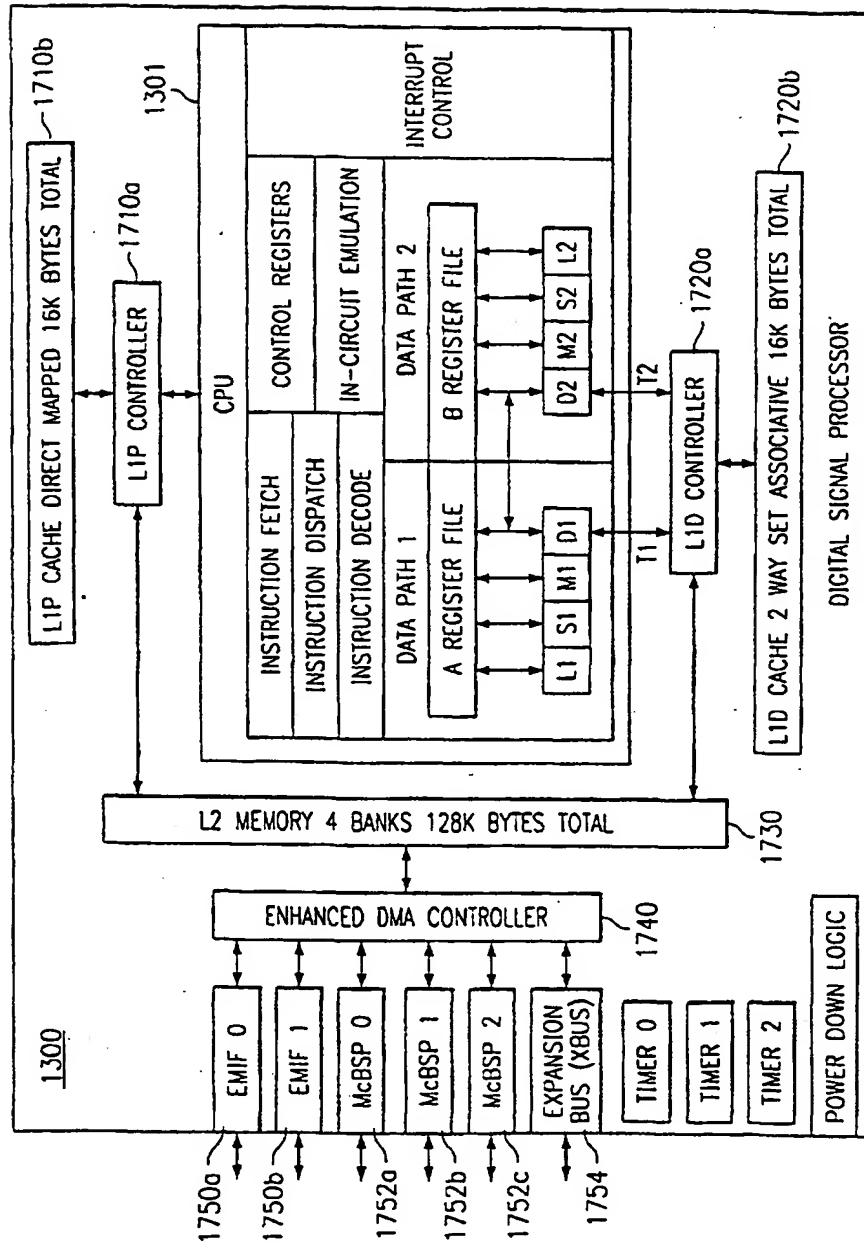 1300
1750a
EMIF 0
1750b
EMIF 1
1752a
McBSP 0
1752b
McBSP 1
1752c
McBSP 2
1754
EXPANSION
BUS (XBUS)
TIMER 0
TIMER 1
TIMER 2
POWER DOWN LOGIC
ENHANCED DMA CONTROLLER
1740
L2 MEMORY 4 BANKS 128K BYTES TOTAL
1730
L1P CACHE DIRECT MAPPED 16K BYTES TOTAL
1710b
L1P CONTROLLER
1710a
1301
CPU
INSTRUCTION FETCH
INSTRUCTION DISPATCH
INSTRUCTION DECODE
CONTROL REGISTERS
IN-CIRCUIT EMULATION
INTERRUPT
CONTROL
DATA PATH 1
A REGISTER FILE
L1 S1 M1 D1
DATA PATH 2
B REGISTER FILE
D2 M2 S2 L2
T1
T2
L1D CONTROLLER
1720a
L1D CACHE 2 WAY SET ASSOCIATIVE 16K BYTES TOTAL
1720b
DIGITAL SIGNAL PROCESSOR